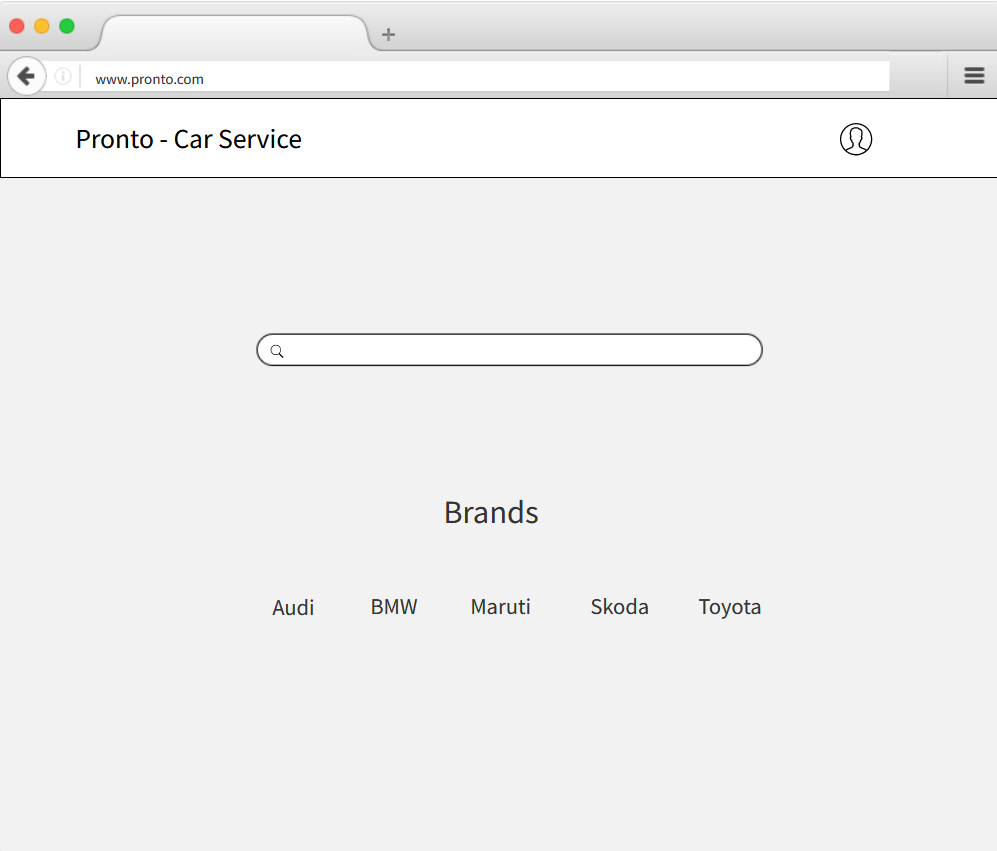 www.pronto.com
Pronto - Car Service
Brands
Audi BMW Maruti Skoda Toyota